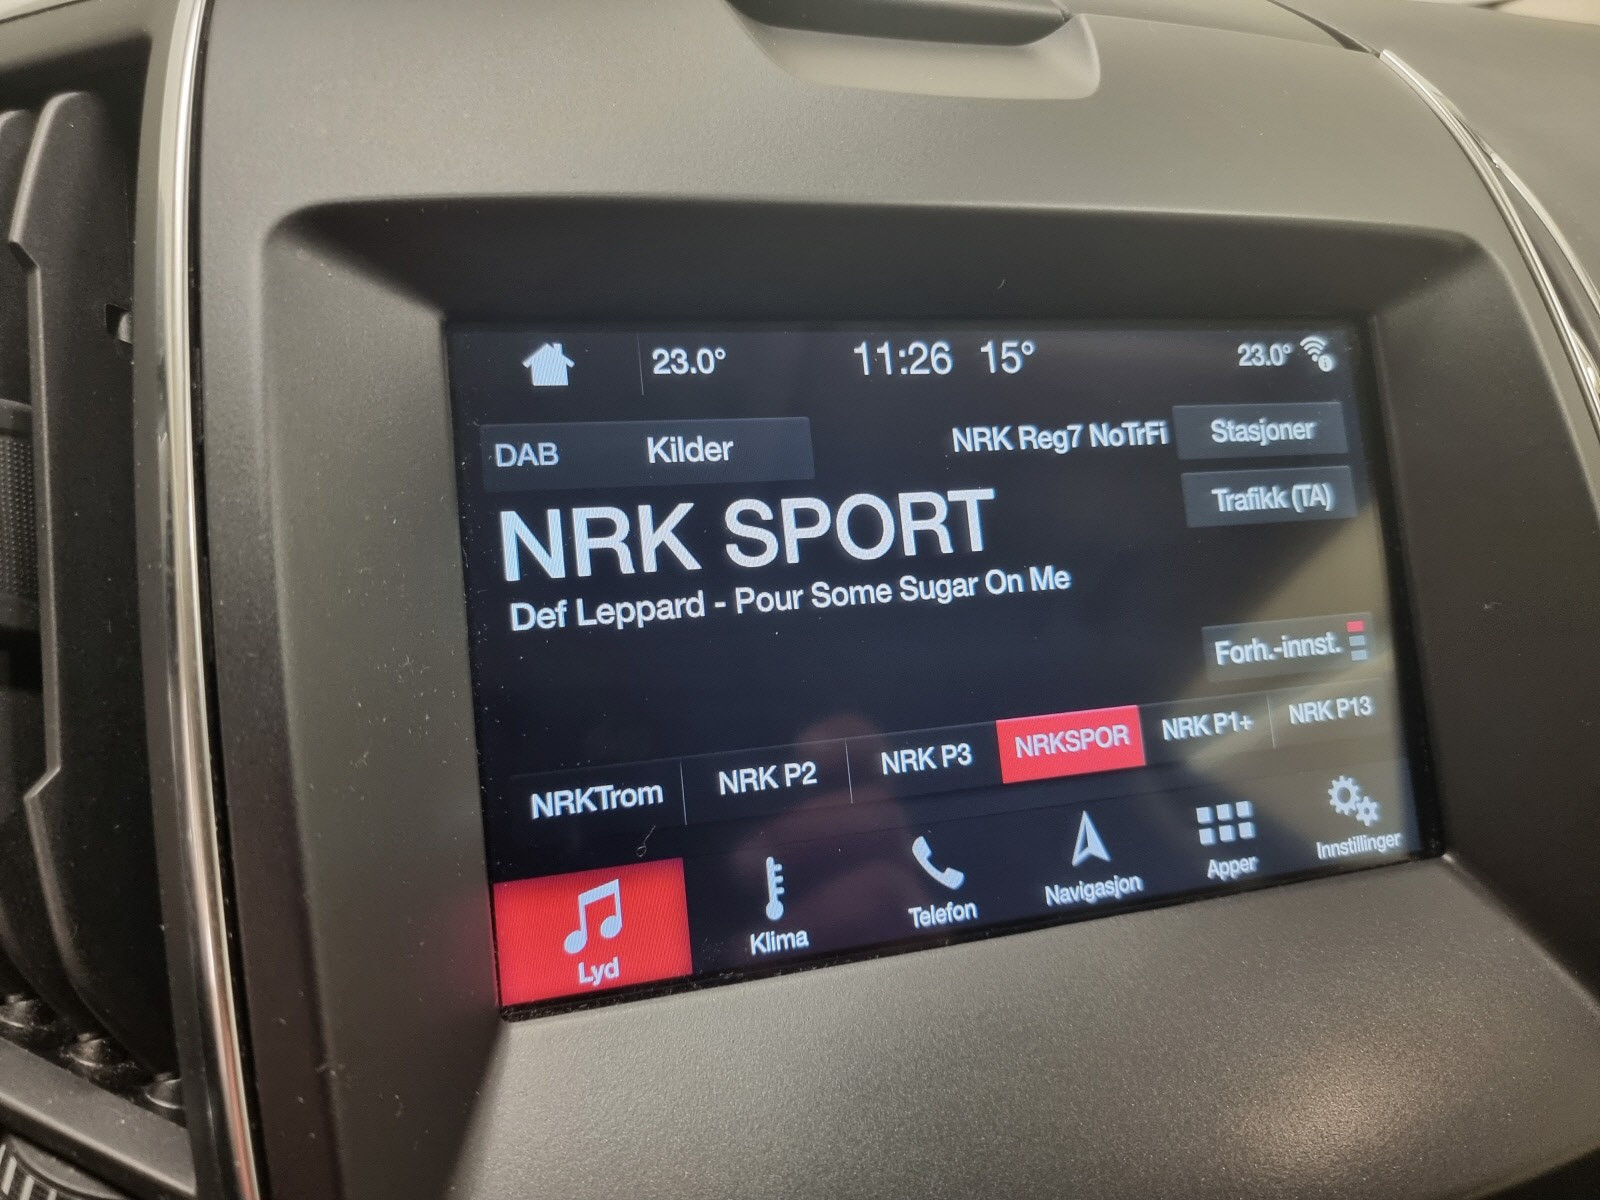 23.0° 11:26 15° 23.0°
DAB Kilder NRK Reg7 NoTrFi Stasjoner
Trafikk (TA)
NRK SPORT
Def Leppard - Pour Some Sugar On Me
Forh.-innst.
NRKTrom NRK P2 NRK P3 NRKSPOR NRK P1+ NRK P13
Lyd Klima Telefon Navigasjon Apper Innstillinger